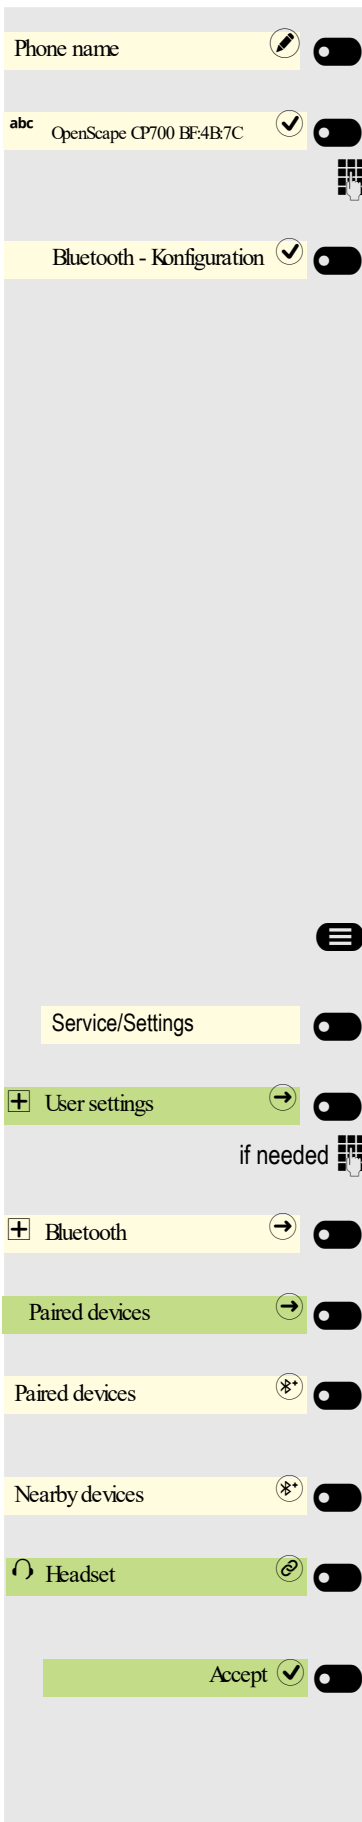 Phone name
abc
OpenScape CP700 BF:4B:7C
Bluetooth - Konfiguration
Service/Settings
User settings
if needed
Bluetooth
Paired devices
Paired devices
Nearby devices
Headset
Accept